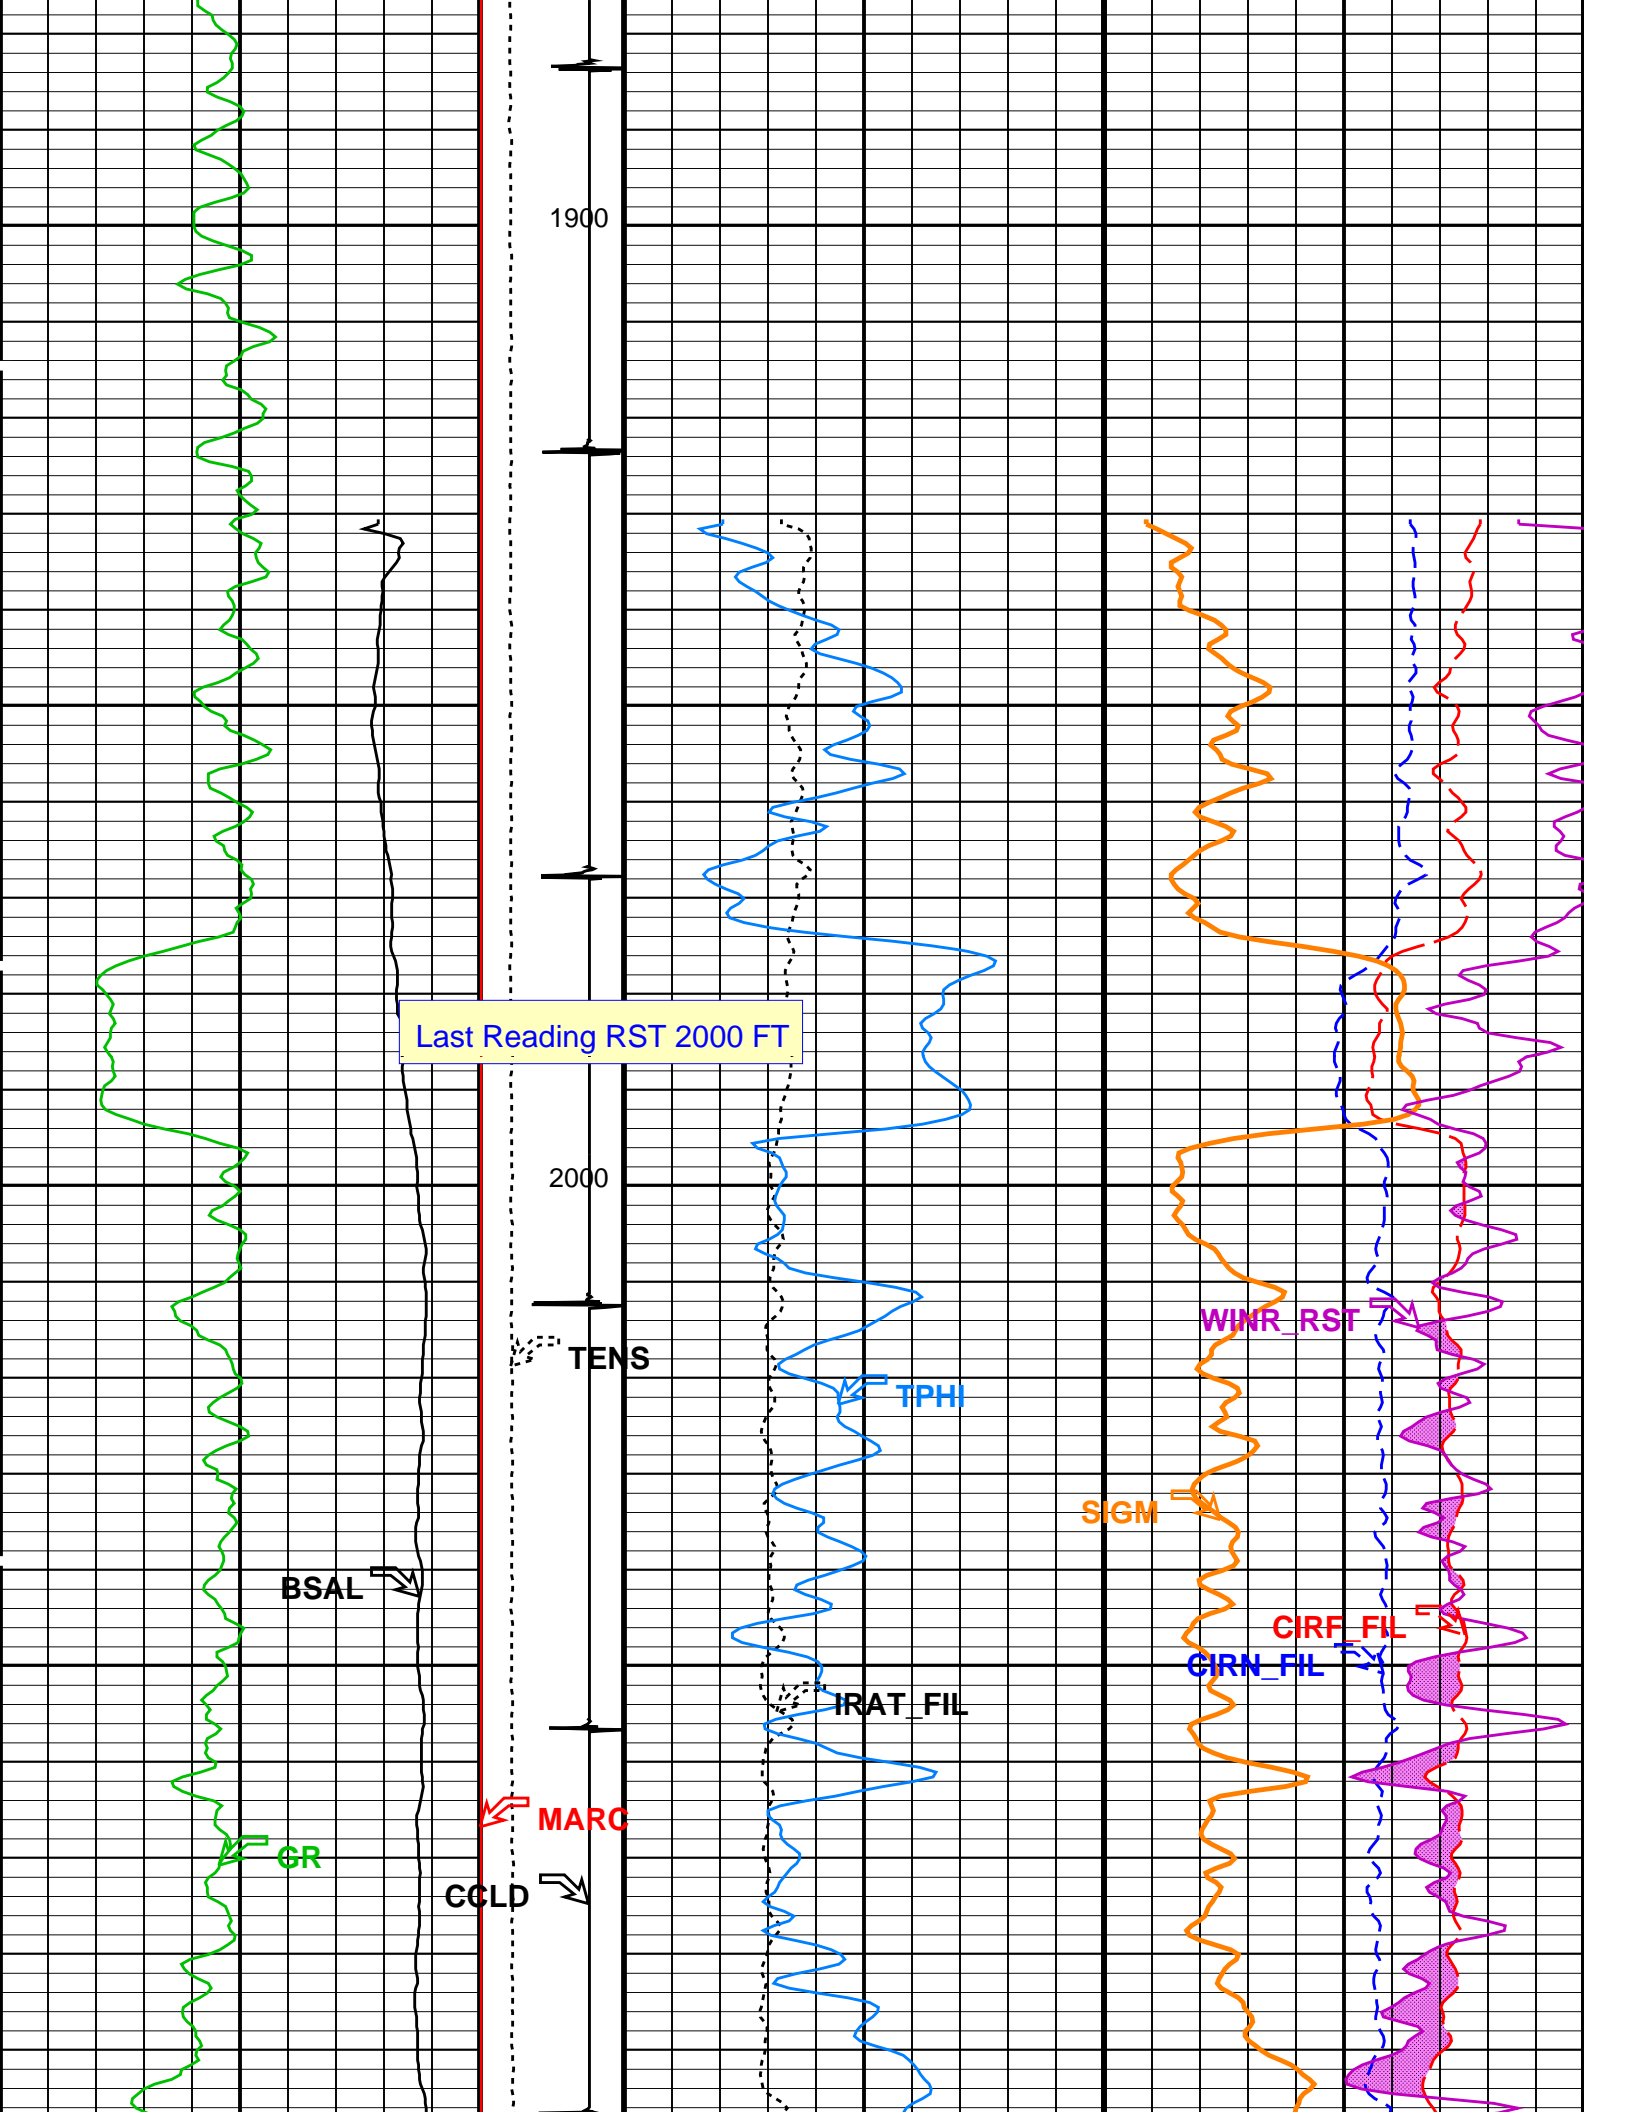 1900
Last Reading RST 2000 FT
2000
WINR_RST
TENS
TPHI
SIGM
BSAL
CIRF_FIL
CIRN_FIL
IRAT_FIL
MARC
GR
CCLD